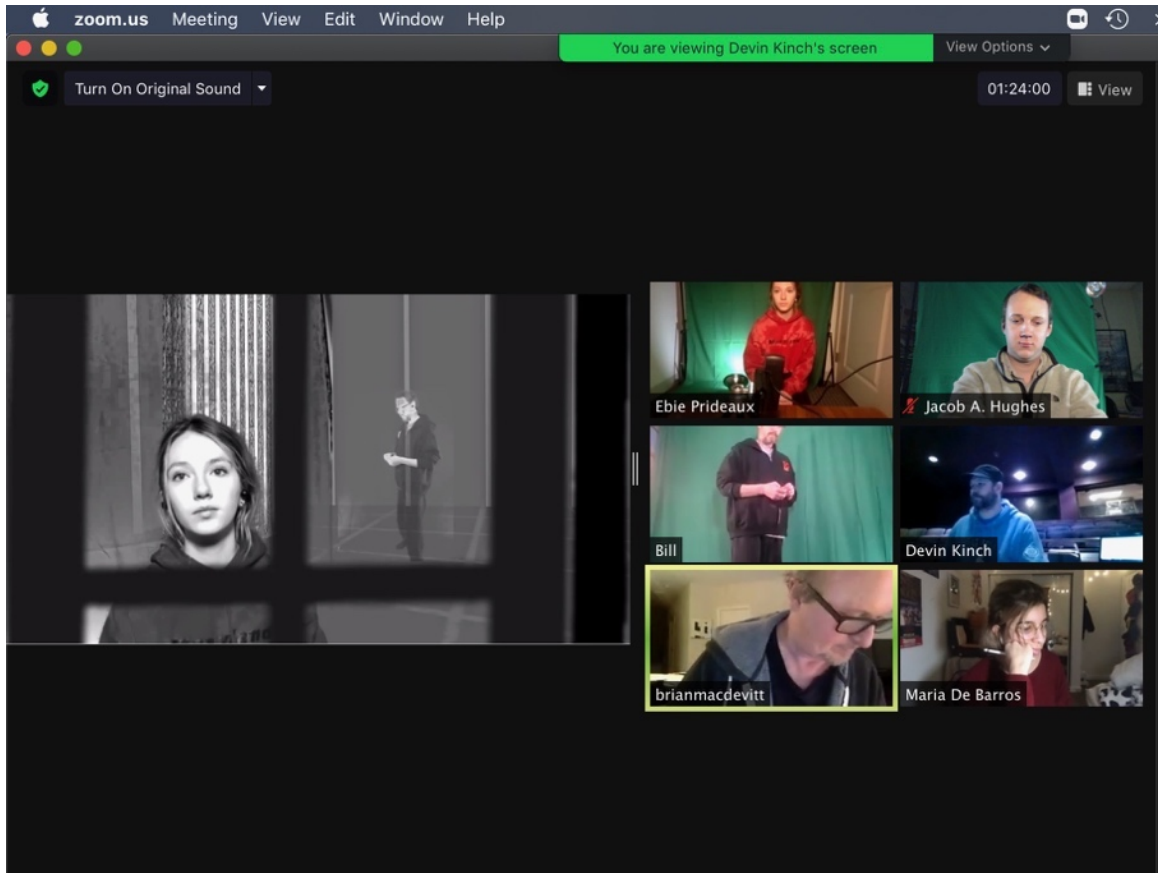 zoom.us Meeting View Edit Window Help
You are viewing Devin Kinch's screen View Options
Turn On Original Sound 01:24:00 View
Ebie Prideaux Jacob A. Hughes
Bill Devin Kinch
brianmacdevitt Maria De Barros